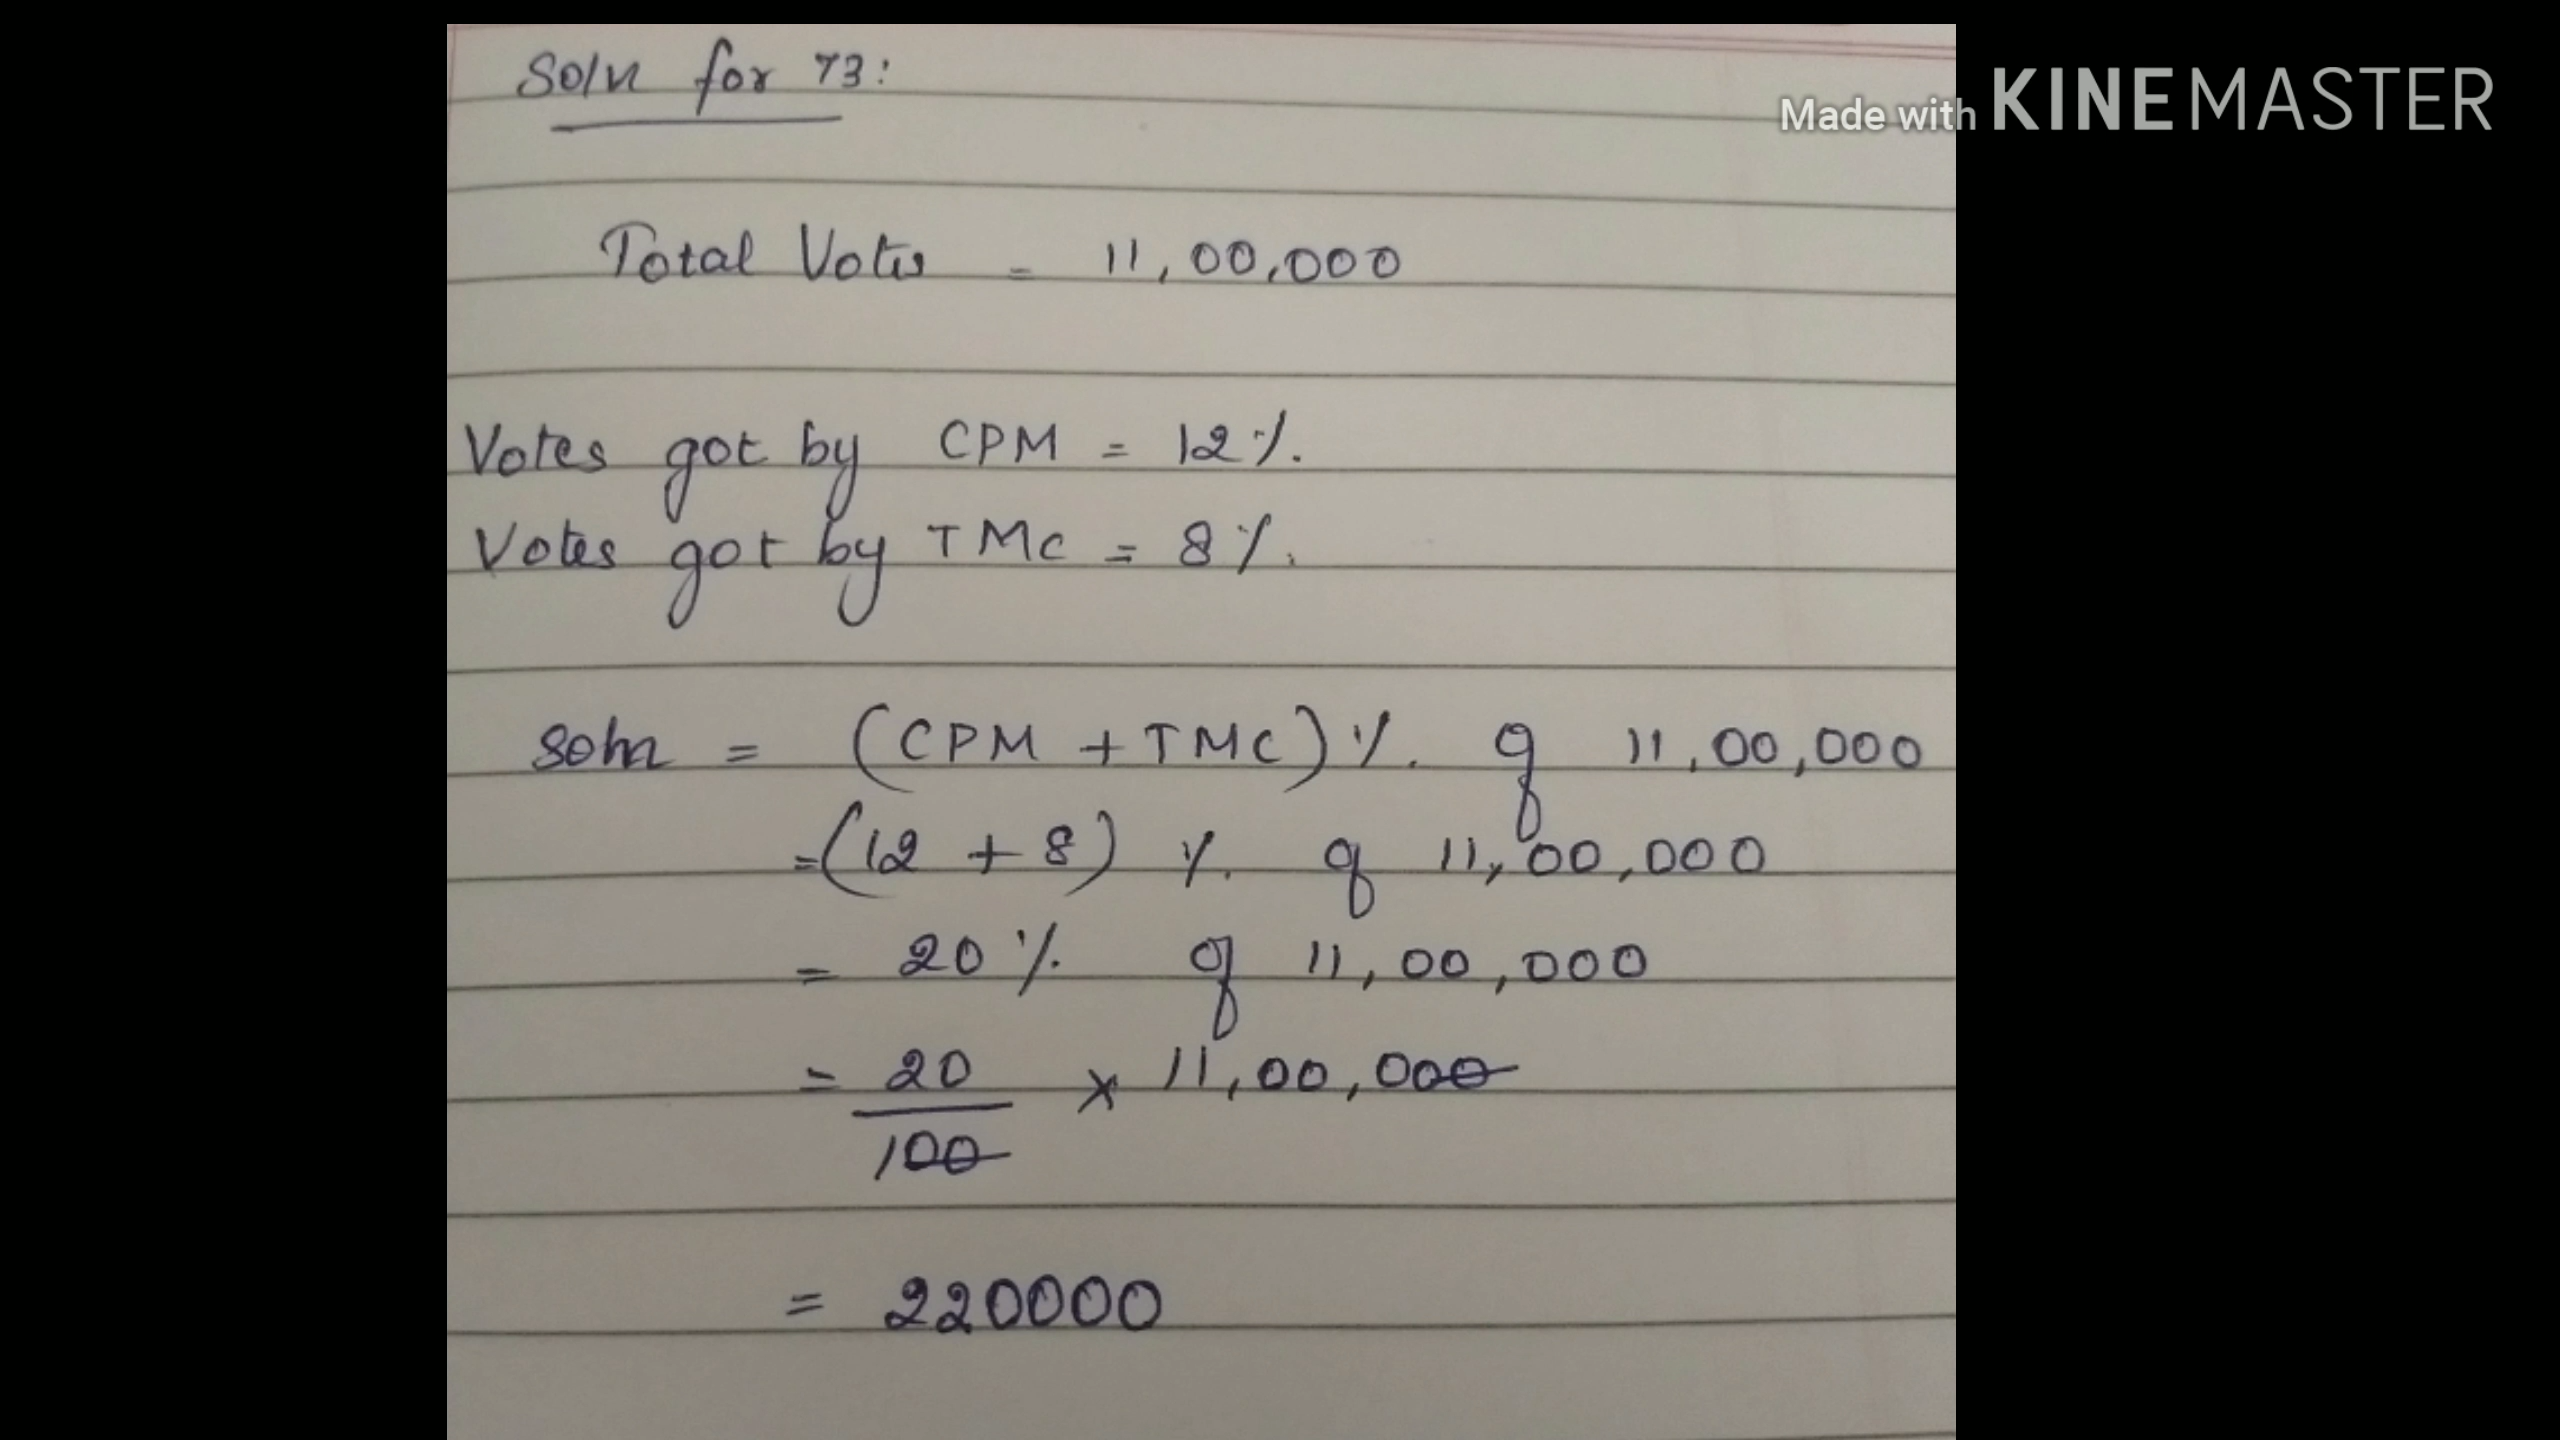 Soln for 73:
Made with KINEMASTER
Total Votes = 11,00,000
Votes got by CPM = 12%.
Votes got by TMC = 8%.
Soln = (CPM + TMC)%. of 11,00,000
=(12 + 8) %. of 11,00,000
= 20%. of 11,00,000
= 20/100 × 11,00,000
= 220000